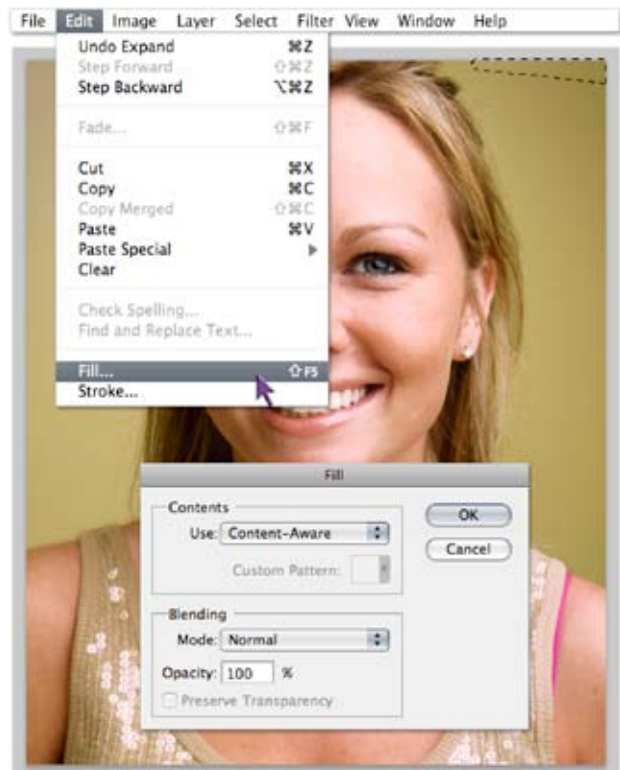 File Edit Image Layer Select Filter View Window Help
Undo Expand ⌘Z
Step Forward ⇧⌘Z
Step Backward ⌥⌘Z
Fade... ⇧⌘F
Cut ⌘X
Copy ⌘C
Copy Merged ⇧⌘C
Paste ⌘V
Paste Special
Clear
Check Spelling...
Find and Replace Text...
Fill... ⇧F5
Stroke...
Fill
Contents
Use: Content-Aware
Custom Pattern:
OK
Cancel
Blending
Mode: Normal
Opacity: 100 %
Preserve Transparency